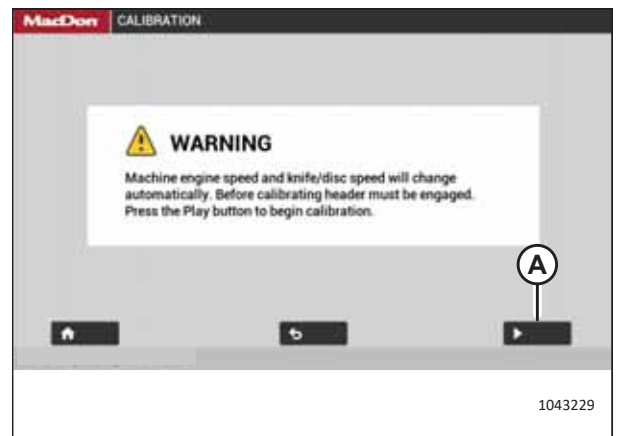 MacDon CALIBRATION
WARNING
Machine engine speed and knife/disc speed will change
automatically. Before calibrating header must be engaged.
Press the Play button to begin calibration.
A
1043229